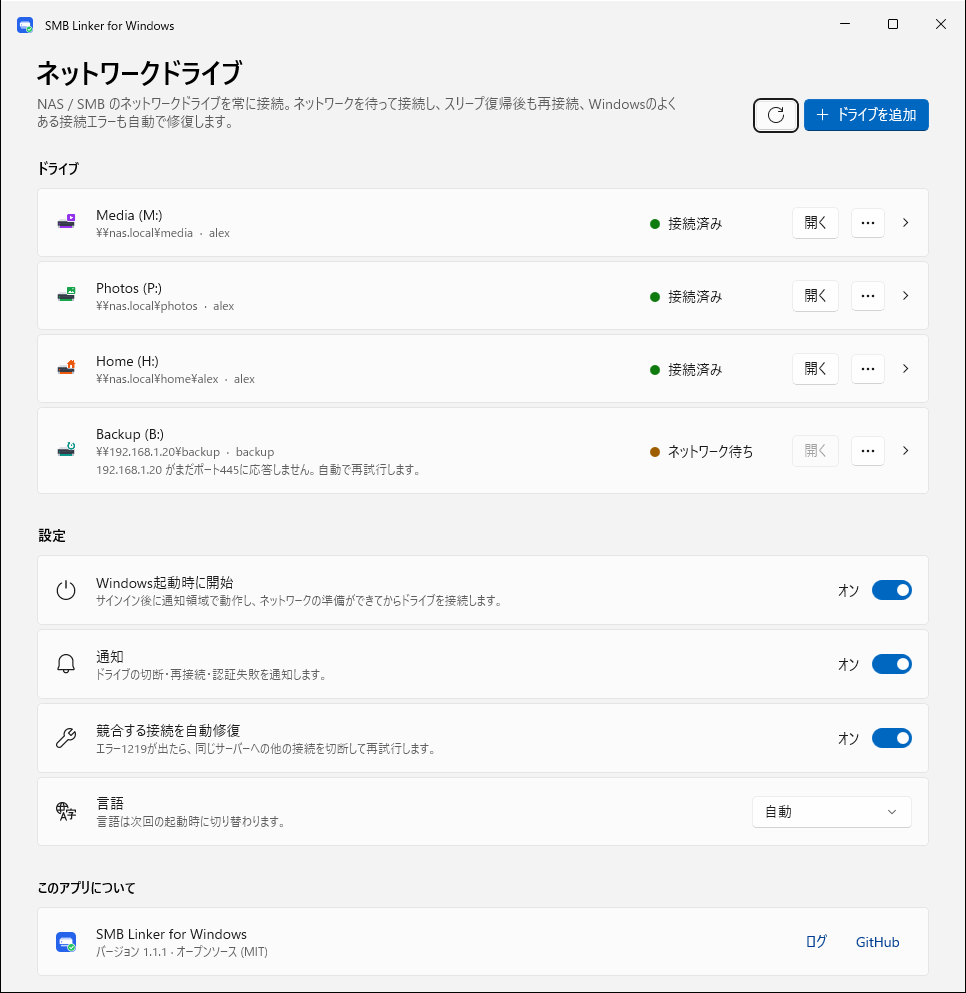 SMB Linker for Windows
ネットワークドライブ
NAS / SMB のネットワークドライブを常に接続。ネットワークを待って接続し、スリープ復帰後も再接続、Windowsのよく
ある接続エラーも自動で修復します。
ドライブを追加
ドライブ
Media (M:)
¥¥nas.local¥media · alex
接続済み
開く
Photos (P:)
¥¥nas.local¥photos · alex
接続済み
開く
Home (H:)
¥¥nas.local¥home¥alex · alex
接続済み
開く
Backup (B:)
¥¥192.168.1.20¥backup · backup
192.168.1.20 がまだポート445に応答しません。自動で再試行します。
ネットワーク待ち
開く
設定
Windows起動時に開始
サインイン後に通知領域で動作し、ネットワークの準備ができてからドライブを接続します。
オン
通知
ドライブの切断・再接続・認証失敗を通知します。
オン
競合する接続を自動修復
エラー1219が出たら、同じサーバーへの他の接続を切断して再試行します。
オン
言語
言語は次回の起動時に切り替わります。
自動
このアプリについて
SMB Linker for Windows
バージョン 1.1.1 · オープンソース (MIT)
ログ
GitHub